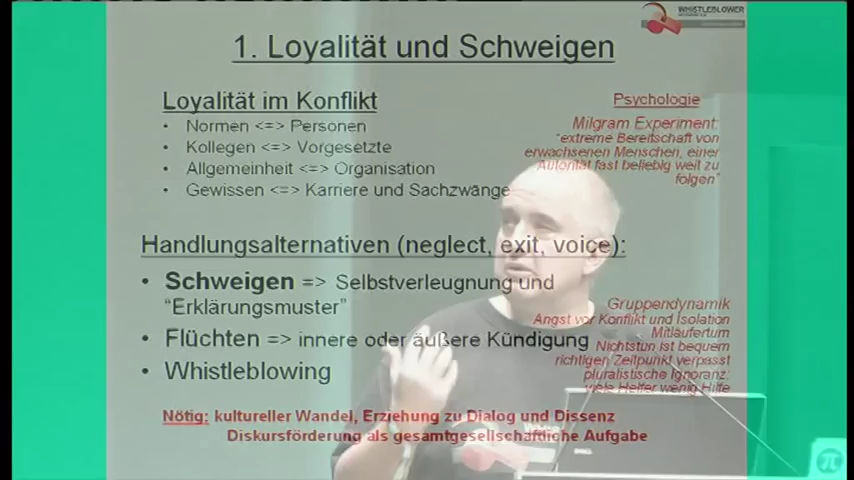 WHISTLEBLOWER
1. Loyalität und Schweigen
Loyalität im Konflikt
• Normen <=> Personen
• Kollegen <=> Vorgesetzte
• Allgemeinheit <=> Organisation
• Gewissen <=> Karriere und Sachzwänge
Psychologie
Milgram Experiment:
"extreme Bereitschaft von
erwachsenen Menschen, einer
Autorität fast beliebig weit zu
folgen"
Handlungsalternativen (neglect, exit, voice):
• Schweigen => Selbstverleugnung und
"Erklärungsmuster"
• Flüchten => innere oder äußere Kündigung
• Whistleblowing
Gruppendynamik
Angst vor Konflikt und Isolation
Mitläufertum
Nichtstun ist bequem
richtigen Zeitpunkt verpasst
pluralistische Ignoranz:
viele Helfer wenig Hilfe
Nötig: kultureller Wandel, Erziehung zu Dialog und Dissenz
Diskursförderung als gesamtgesellschaftliche Aufgabe
DELL
π